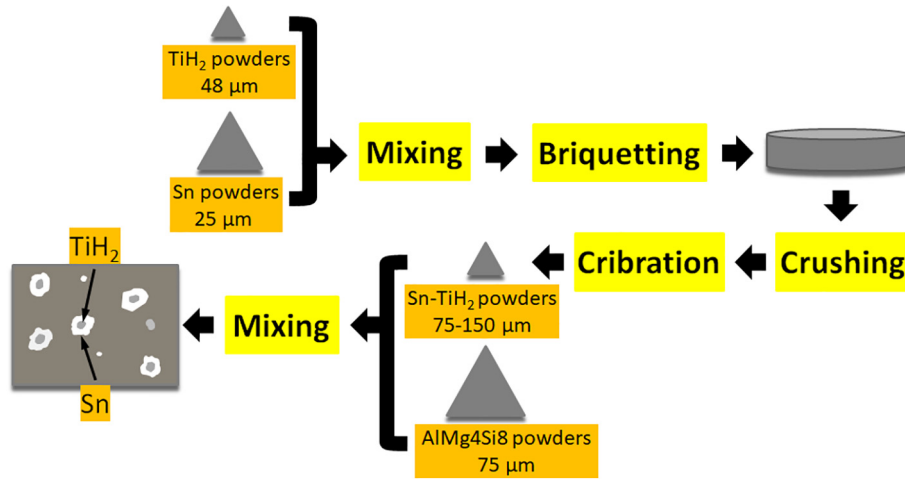 TiH₂ powders
48 μm
Sn powders
25 μm
Mixing
Briquetting
Crushing
Cribration
Sn-TiH₂ powders
75-150 μm
AlMg4Si8 powders
75 μm
Mixing
TiH₂
Sn